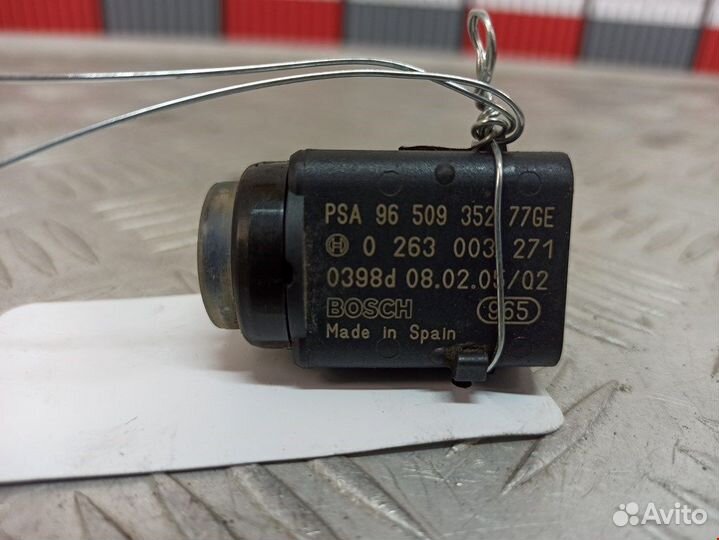 PSA 96 509 352 77GE
0 263 003 271
0398d 08.02.05/02
BOSCH 965
Made in Spain
Avito